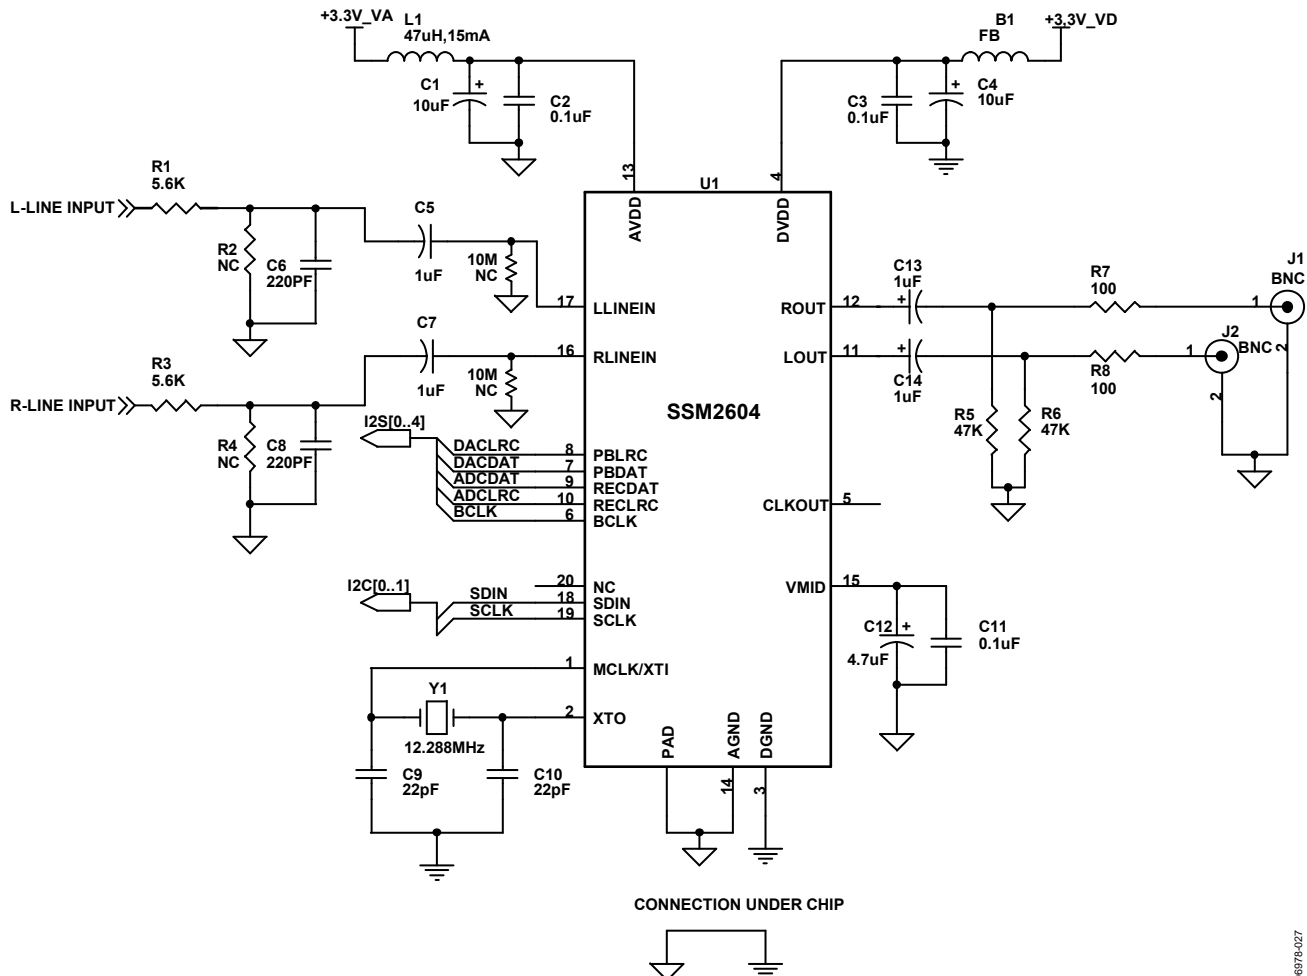 +3.3V_VA
L1
47uH,15mA
C1
+
10uF
C2
0.1uF
B1
FB
+3.3V_VD
C3
0.1uF
+
C4
10uF
13
4
U1
AVDD
DVDD
R1
5.6K
L-LINE INPUT
R2
NC
C6
220PF
C5
1uF
10M
NC
17
LLINEIN
R3
5.6K
R-LINE INPUT
R4
NC
C8
220PF
C7
1uF
10M
NC
16
RLINEIN
SSM2604
ROUT
12
C13
1uF
+
R7
100
1
J1
BNC
2
LOUT
11
+
C14
1uF
R8
100
1
J2
BNC
2
R5
47K
R6
47K
I2S[0..4]
DACLRC
8
PBLRC
DACDAT
7
PBDAT
ADCDAT
9
RECDAT
ADCLRC
10
RECLRC
BCLK
6
BCLK
CLKOUT
5
I2C[0..1]
20
NC
SDIN
18
SDIN
SCLK
19
SCLK
VMID
15
C12
+
4.7uF
C11
0.1uF
1
MCLK/XTI
Y1
12.288MHz
2
XTO
C9
22pF
C10
22pF
PAD
AGND
DGND
14
3
CONNECTION UNDER CHIP